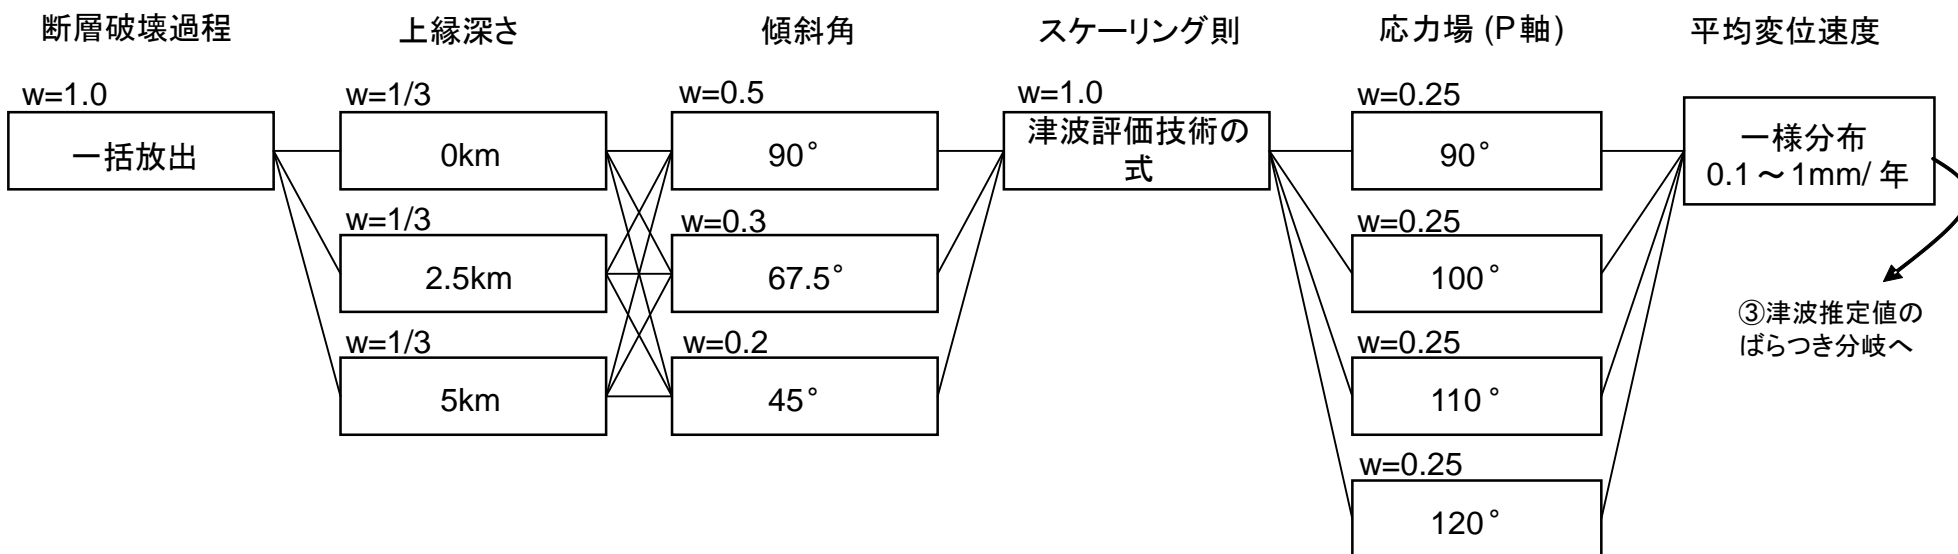 断層破壊過程 上縁深さ 傾斜角 スケーリング則 応力場 (P 軸) 平均変位速度
w=1.0 w=1/3 w=0.5 w=1.0 w=0.25
一括放出 0km 90° 津波評価技術の
式 90° 一様分布
0.1～1mm/ 年
w=1/3 w=0.3 w=0.25
2.5km 67.5° 100°
③津波推定値の
ばらつき分岐へ
w=1/3 w=0.2 w=0.25
5km 45° 110°
w=0.25
120°